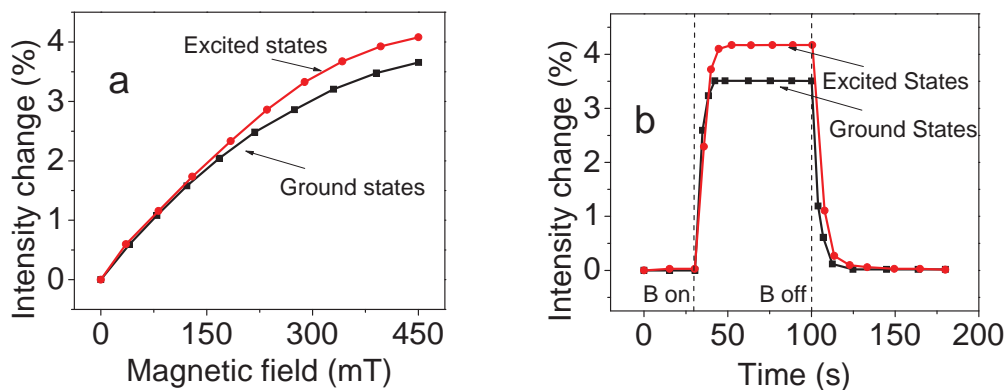 a
Intensity change (%)
4
3
2
1
0
Excited states
Ground states
0
150
300
450
Magnetic field (mT)
b
Intensity change (%)
4
3
2
1
0
Excited States
Ground States
B on
B off
0
50
100
150
200
Time (s)